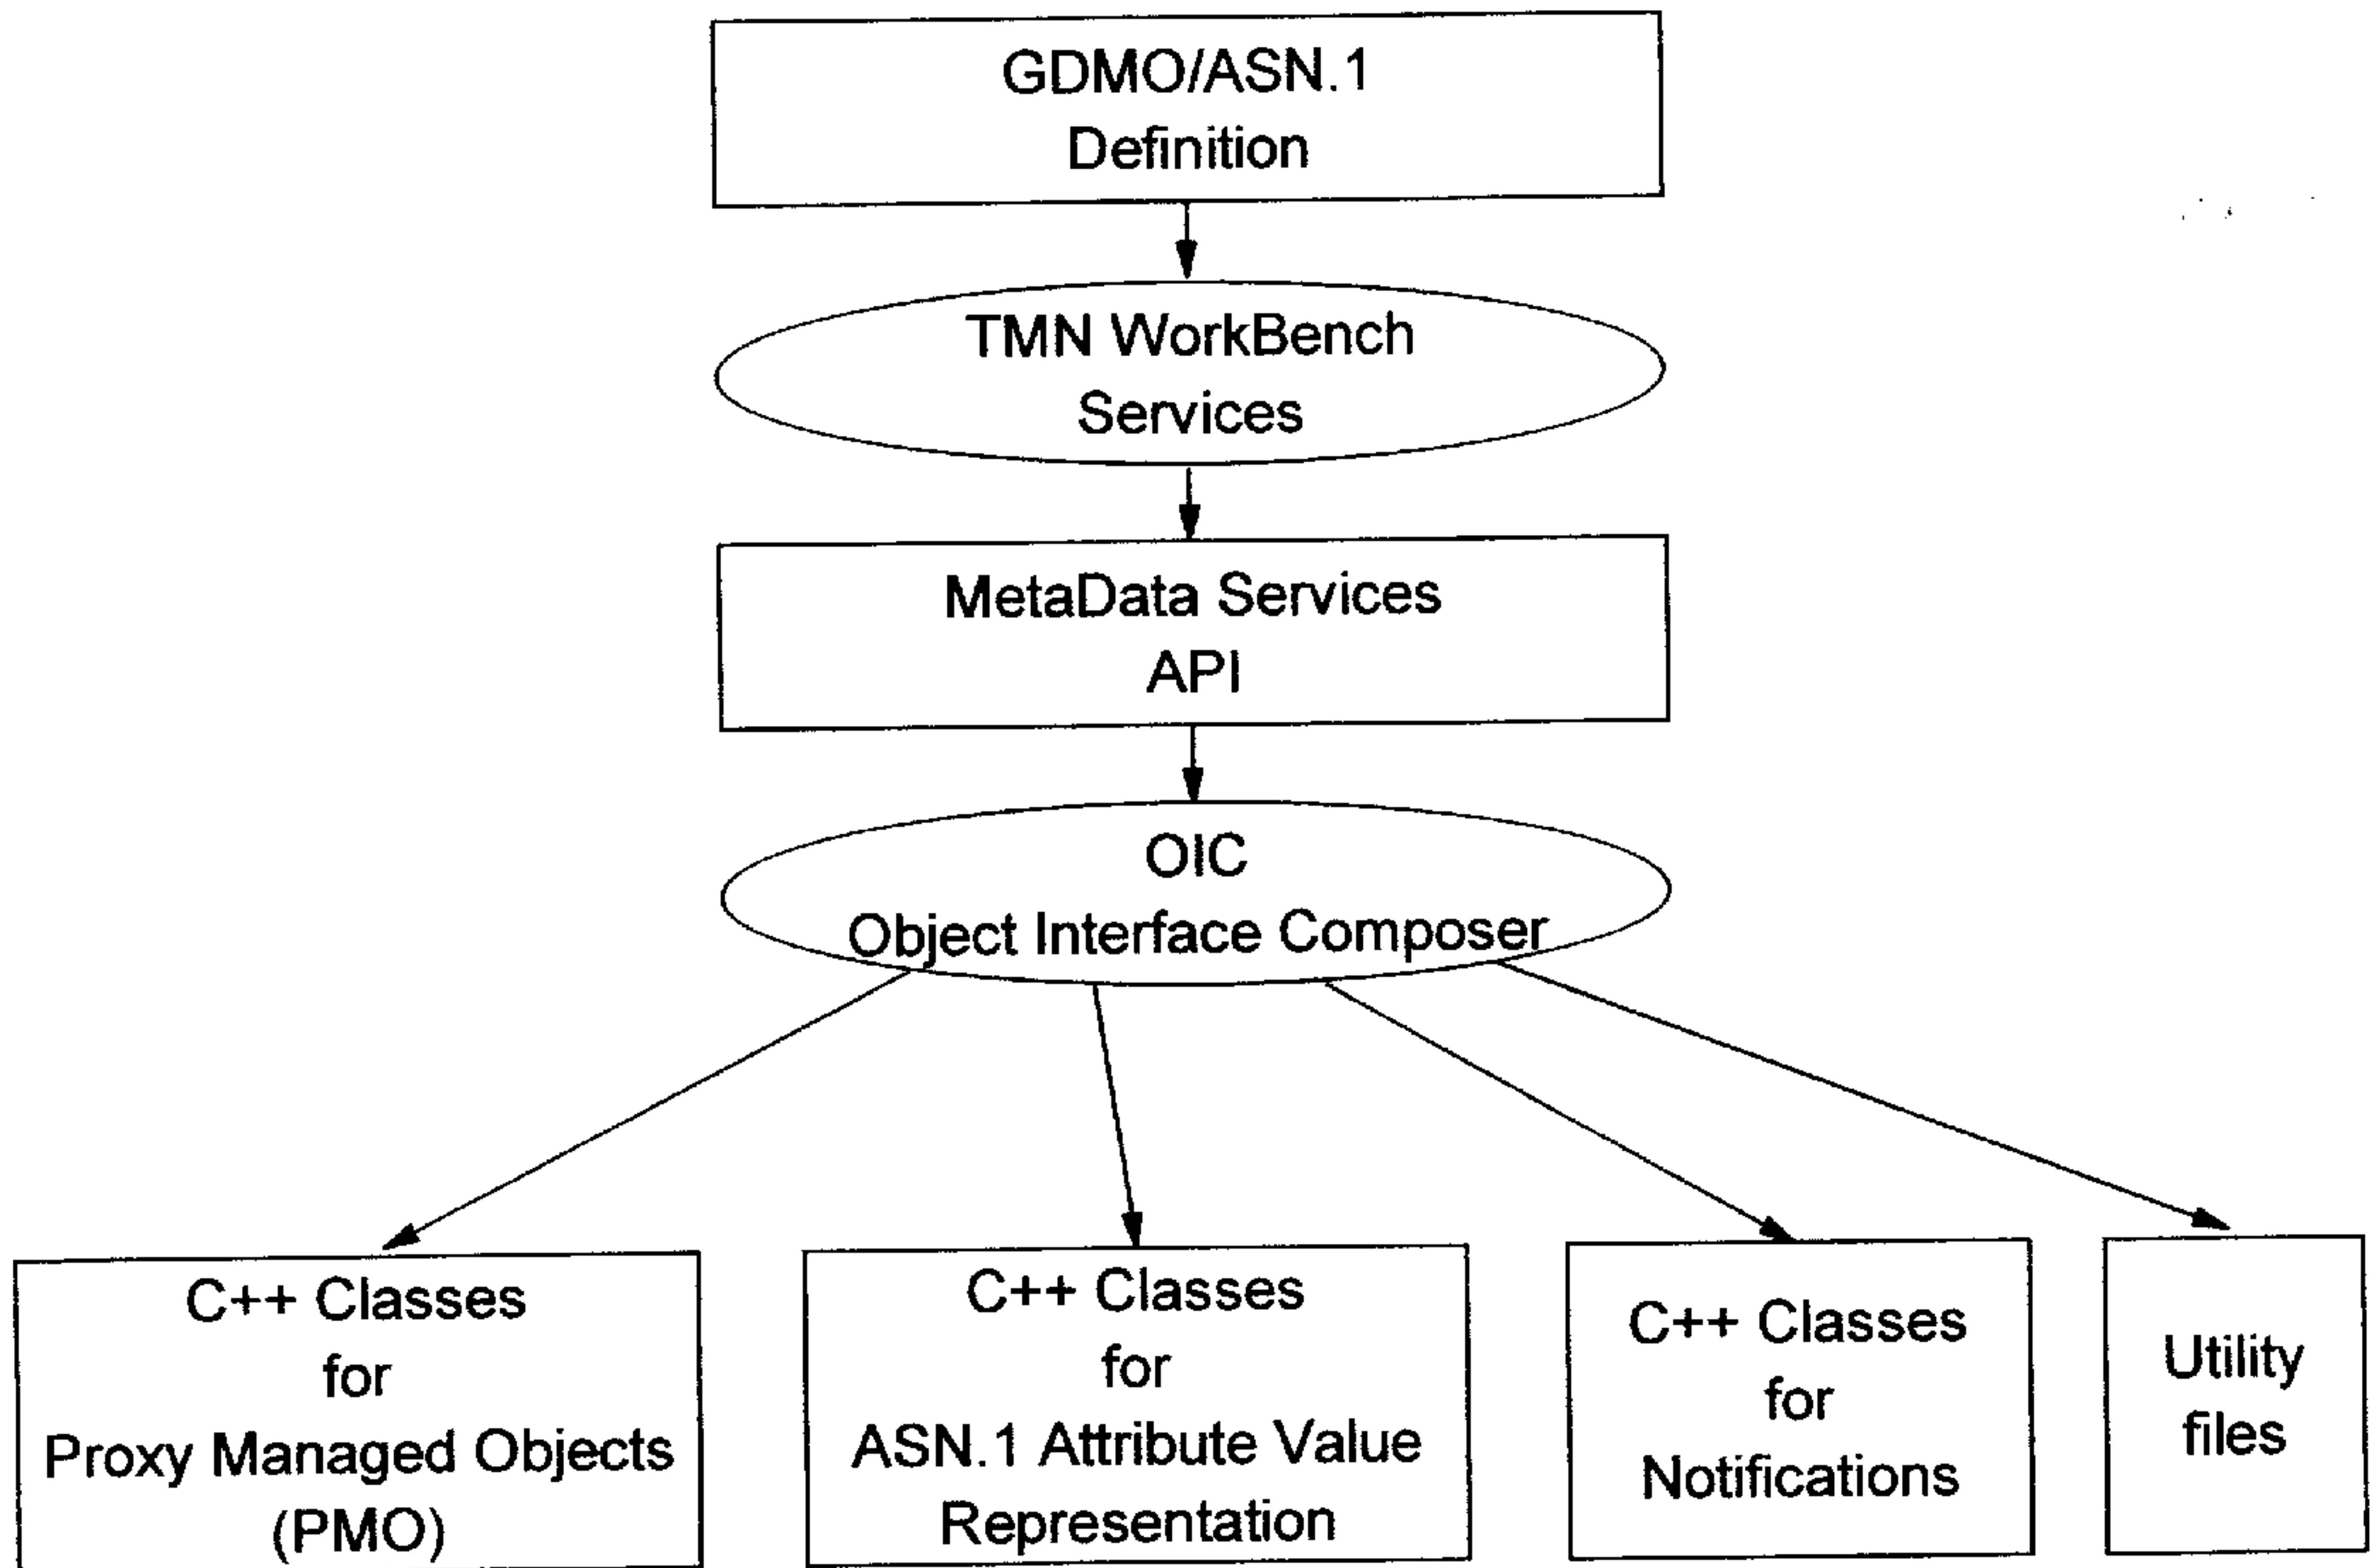 GDMO/ASN.1
Definition
TMN WorkBench
Services
MetaData Services
API
OIC
Object Interface Composer
C++ Classes
for
Proxy Managed Objects
(PMO)
C++ Classes
for
ASN.1 Attribute Value
Representation
C++ Classes
for
Notifications
Utility
files